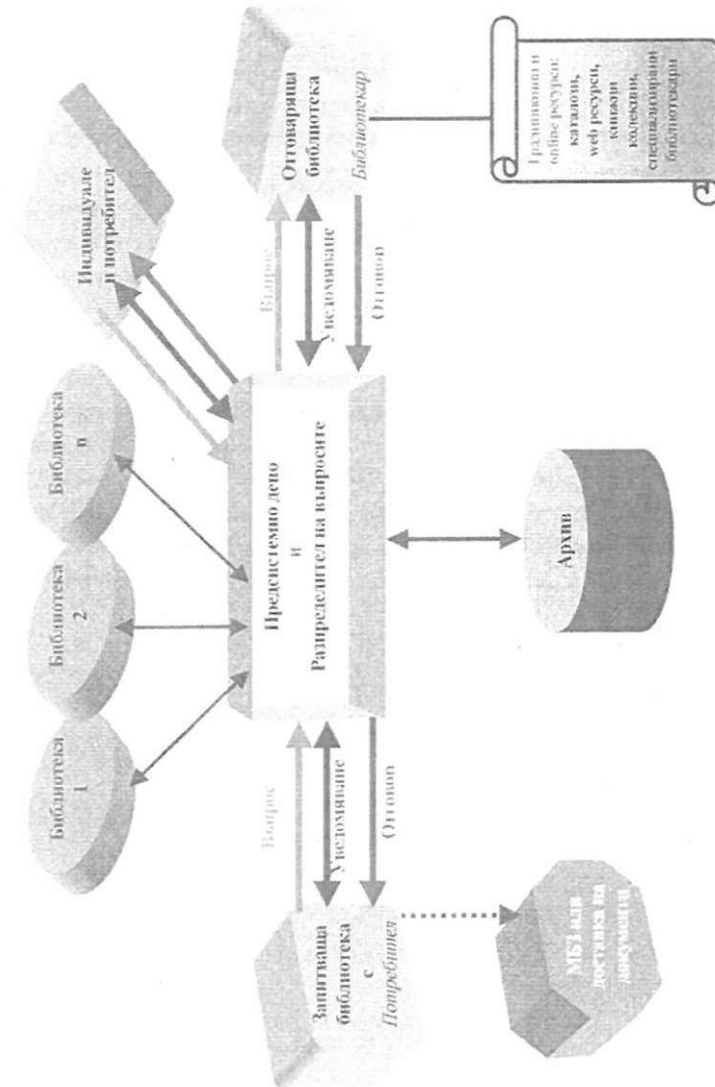 Библиотека
1
Библиотека
2
Библиотека
n
Индивидуале
н потребител
Запитваща
библиотека
с
Потребител
Въпрос
Уведомяване
Отговор
Предсистемно депо
и
Разпределител на въпросите
Въпрос
Уведомяване
Отговор
Отговаряща
библиотека
Библиотекар
МБЗ или
доставка на
документи
Архив
Традиционни и
online ресурси:
каталози,
web ресурси,
книжни
колекции,
специализирани
библиотекари